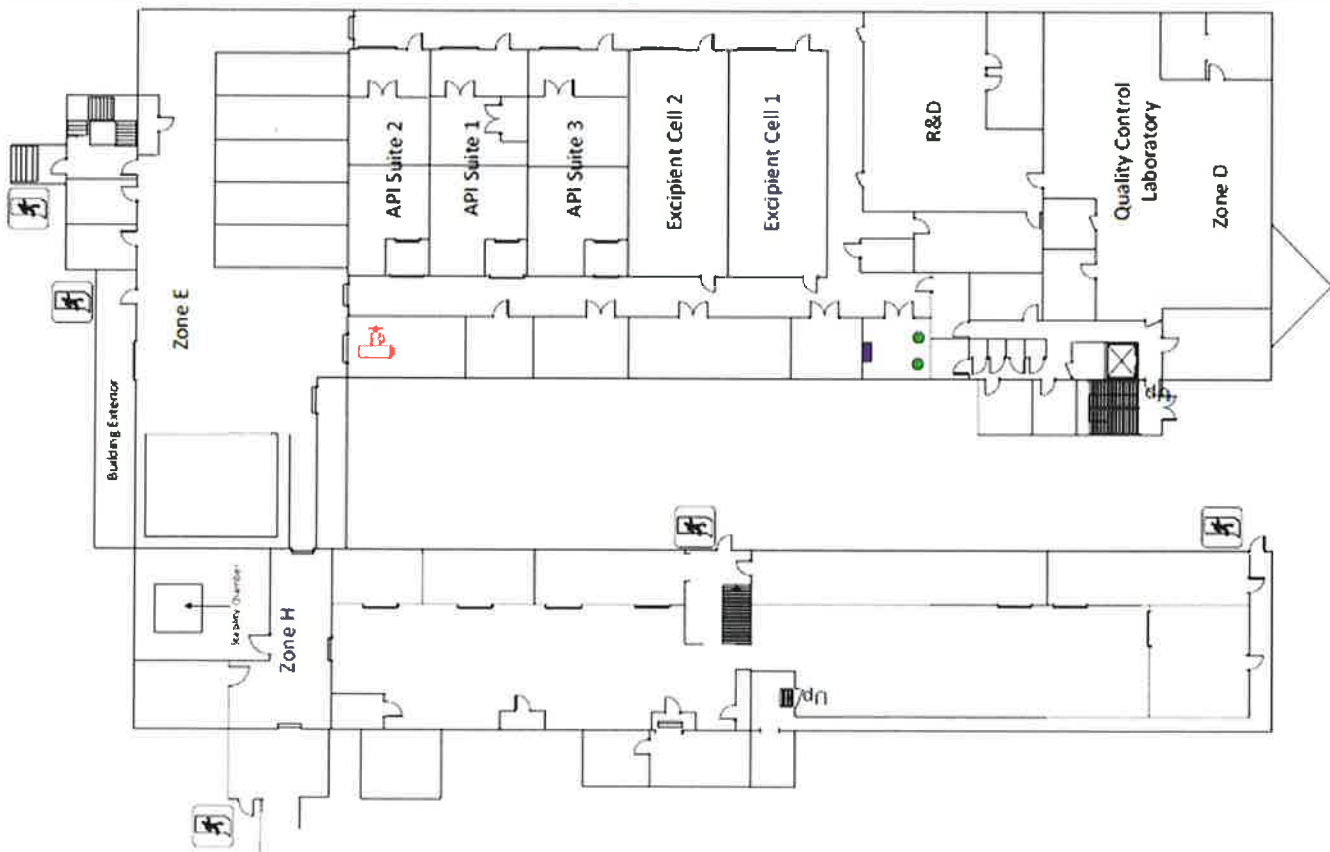 Building Exterior
Zone E
API Suite 2
API Suite 1
API Suite 3
Excipient Cell 2
Excipient Cell 1
R&D
Quality Control
Laboratory
Zone D
Chamber
Zone H
Up